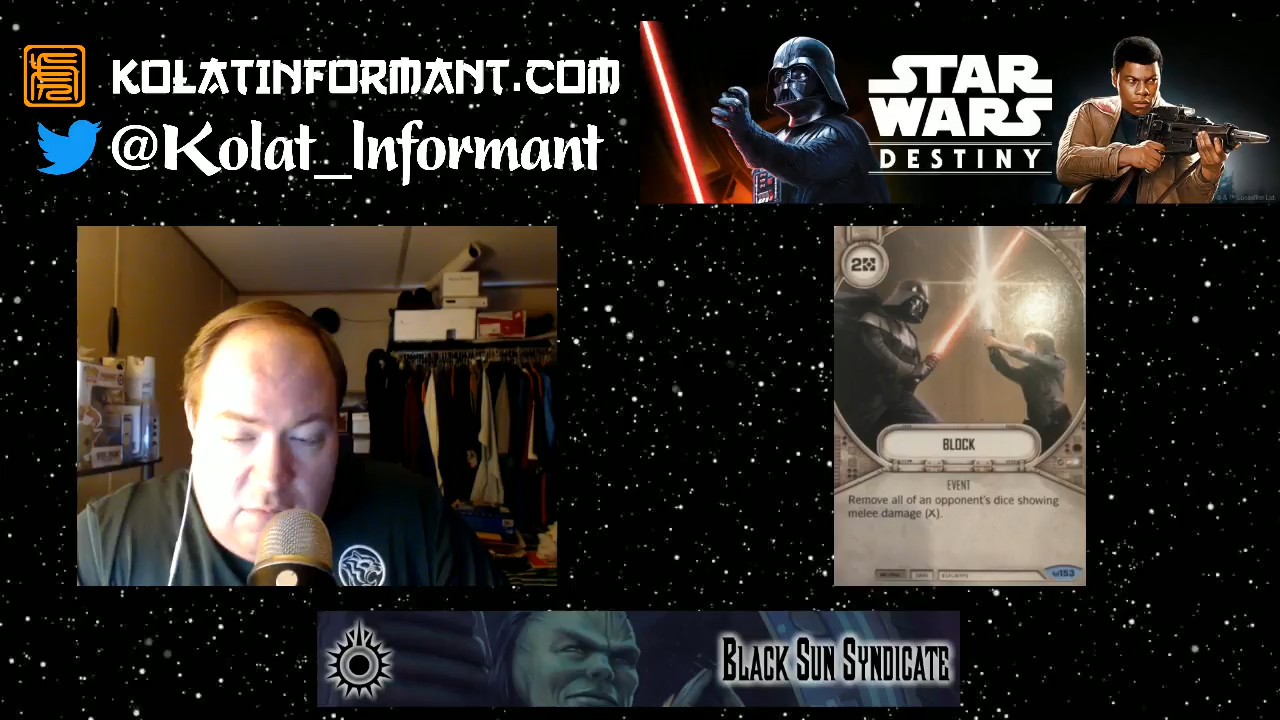 KOLATINFORMANT.COM
@Kolat_Informant
STAR
WARS
DESTINY
2
BLOCK
EVENT
Remove all of an opponent's dice showing
melee damage (X).
153
BLACK SUN SYNDICATE